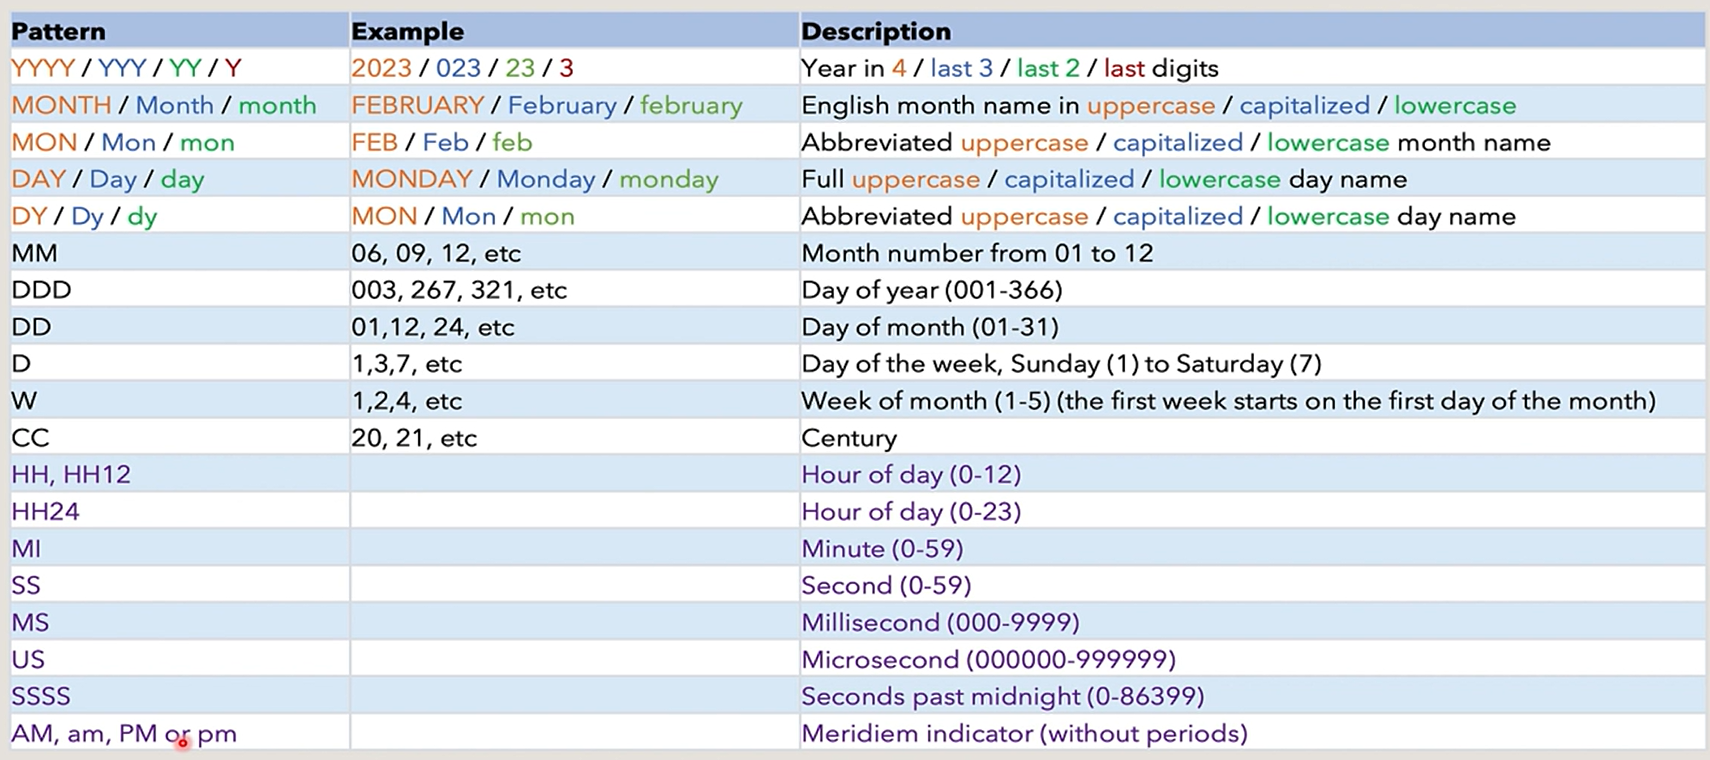 Pattern Example Description
YYYY / YYY / YY / Y 2023 / 023 / 23 / 3 Year in 4 / last 3 / last 2 / last digits
MONTH / Month / month FEBRUARY / February / february English month name in uppercase / capitalized / lowercase
MON / Mon / mon FEB / Feb / feb Abbreviated uppercase / capitalized / lowercase month name
DAY / Day / day MONDAY / Monday / monday Full uppercase / capitalized / lowercase day name
DY / Dy / dy MON / Mon / mon Abbreviated uppercase / capitalized / lowercase day name
MM 06, 09, 12, etc Month number from 01 to 12
DDD 003, 267, 321, etc Day of year (001-366)
DD 01,12, 24, etc Day of month (01-31)
D 1,3,7, etc Day of the week, Sunday (1) to Saturday (7)
W 1,2,4, etc Week of month (1-5) (the first week starts on the first day of the month)
CC 20, 21, etc Century
HH, HH12 Hour of day (0-12)
HH24 Hour of day (0-23)
MI Minute (0-59)
SS Second (0-59)
MS Millisecond (000-9999)
US Microsecond (000000-999999)
SSSS Seconds past midnight (0-86399)
AM, am, PM or pm Meridiem indicator (without periods)